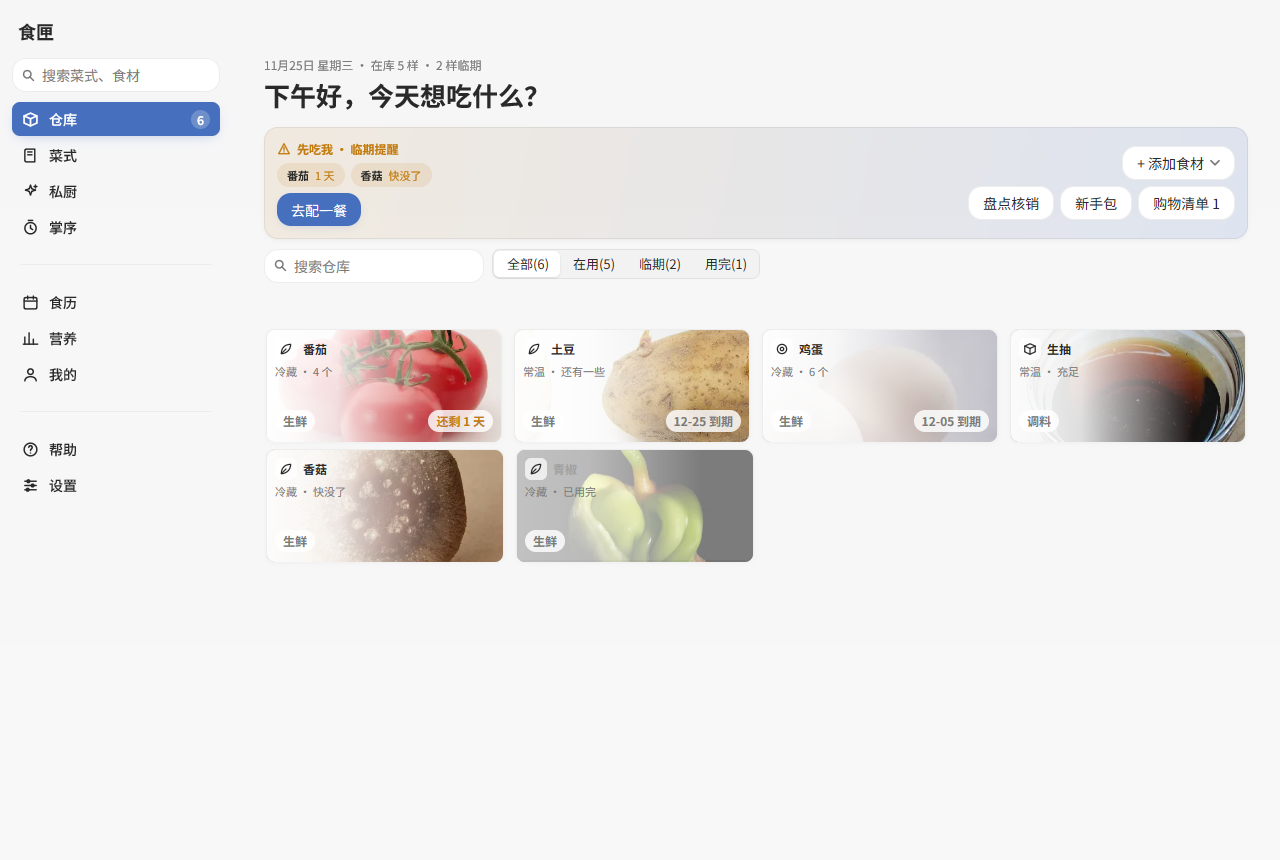 食匣
搜索菜式、食材
仓库 6
菜式
私厨
掌序
食历
营养
我的
帮助
设置
11月25日 星期三 · 在库 5 样 · 2 样临期
下午好，今天想吃什么？
先吃我 · 临期提醒
番茄 1 天 香菇 快没了
去配一餐
+ 添加食材
盘点核销 新手包 购物清单 1
搜索仓库
全部(6) 在用(5) 临期(2) 用完(1)
番茄
冷藏 · 4 个
生鲜 还剩 1 天
土豆
常温 · 还有一些
生鲜 12-25 到期
鸡蛋
冷藏 · 6 个
生鲜 12-05 到期
生抽
常温 · 充足
调料
香菇
冷藏 · 快没了
生鲜
青椒
冷藏 · 已用完
生鲜